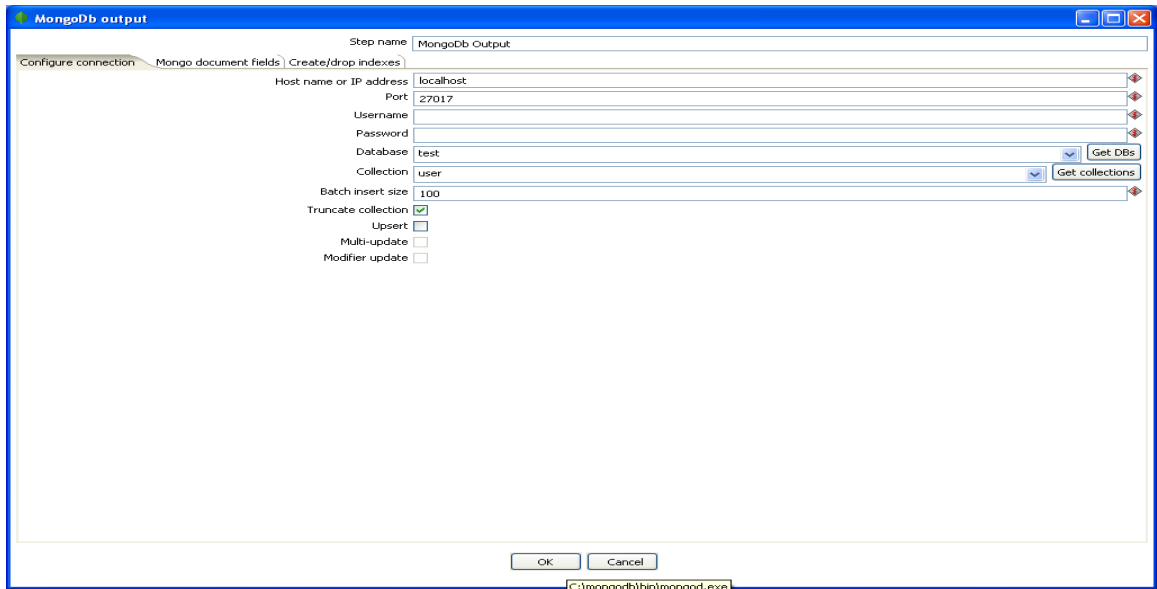 MongoDb output
Step name MongoDb Output
Configure connection Mongo document fields Create/drop indexes
Host name or IP address localhost
Port 27017
Username
Password
Database test Get DBs
Collection user Get collections
Batch insert size 100
Truncate collection
Upsert
Multi-update
Modifier update
OK Cancel
C:\mongodb\bin\mongod.exe